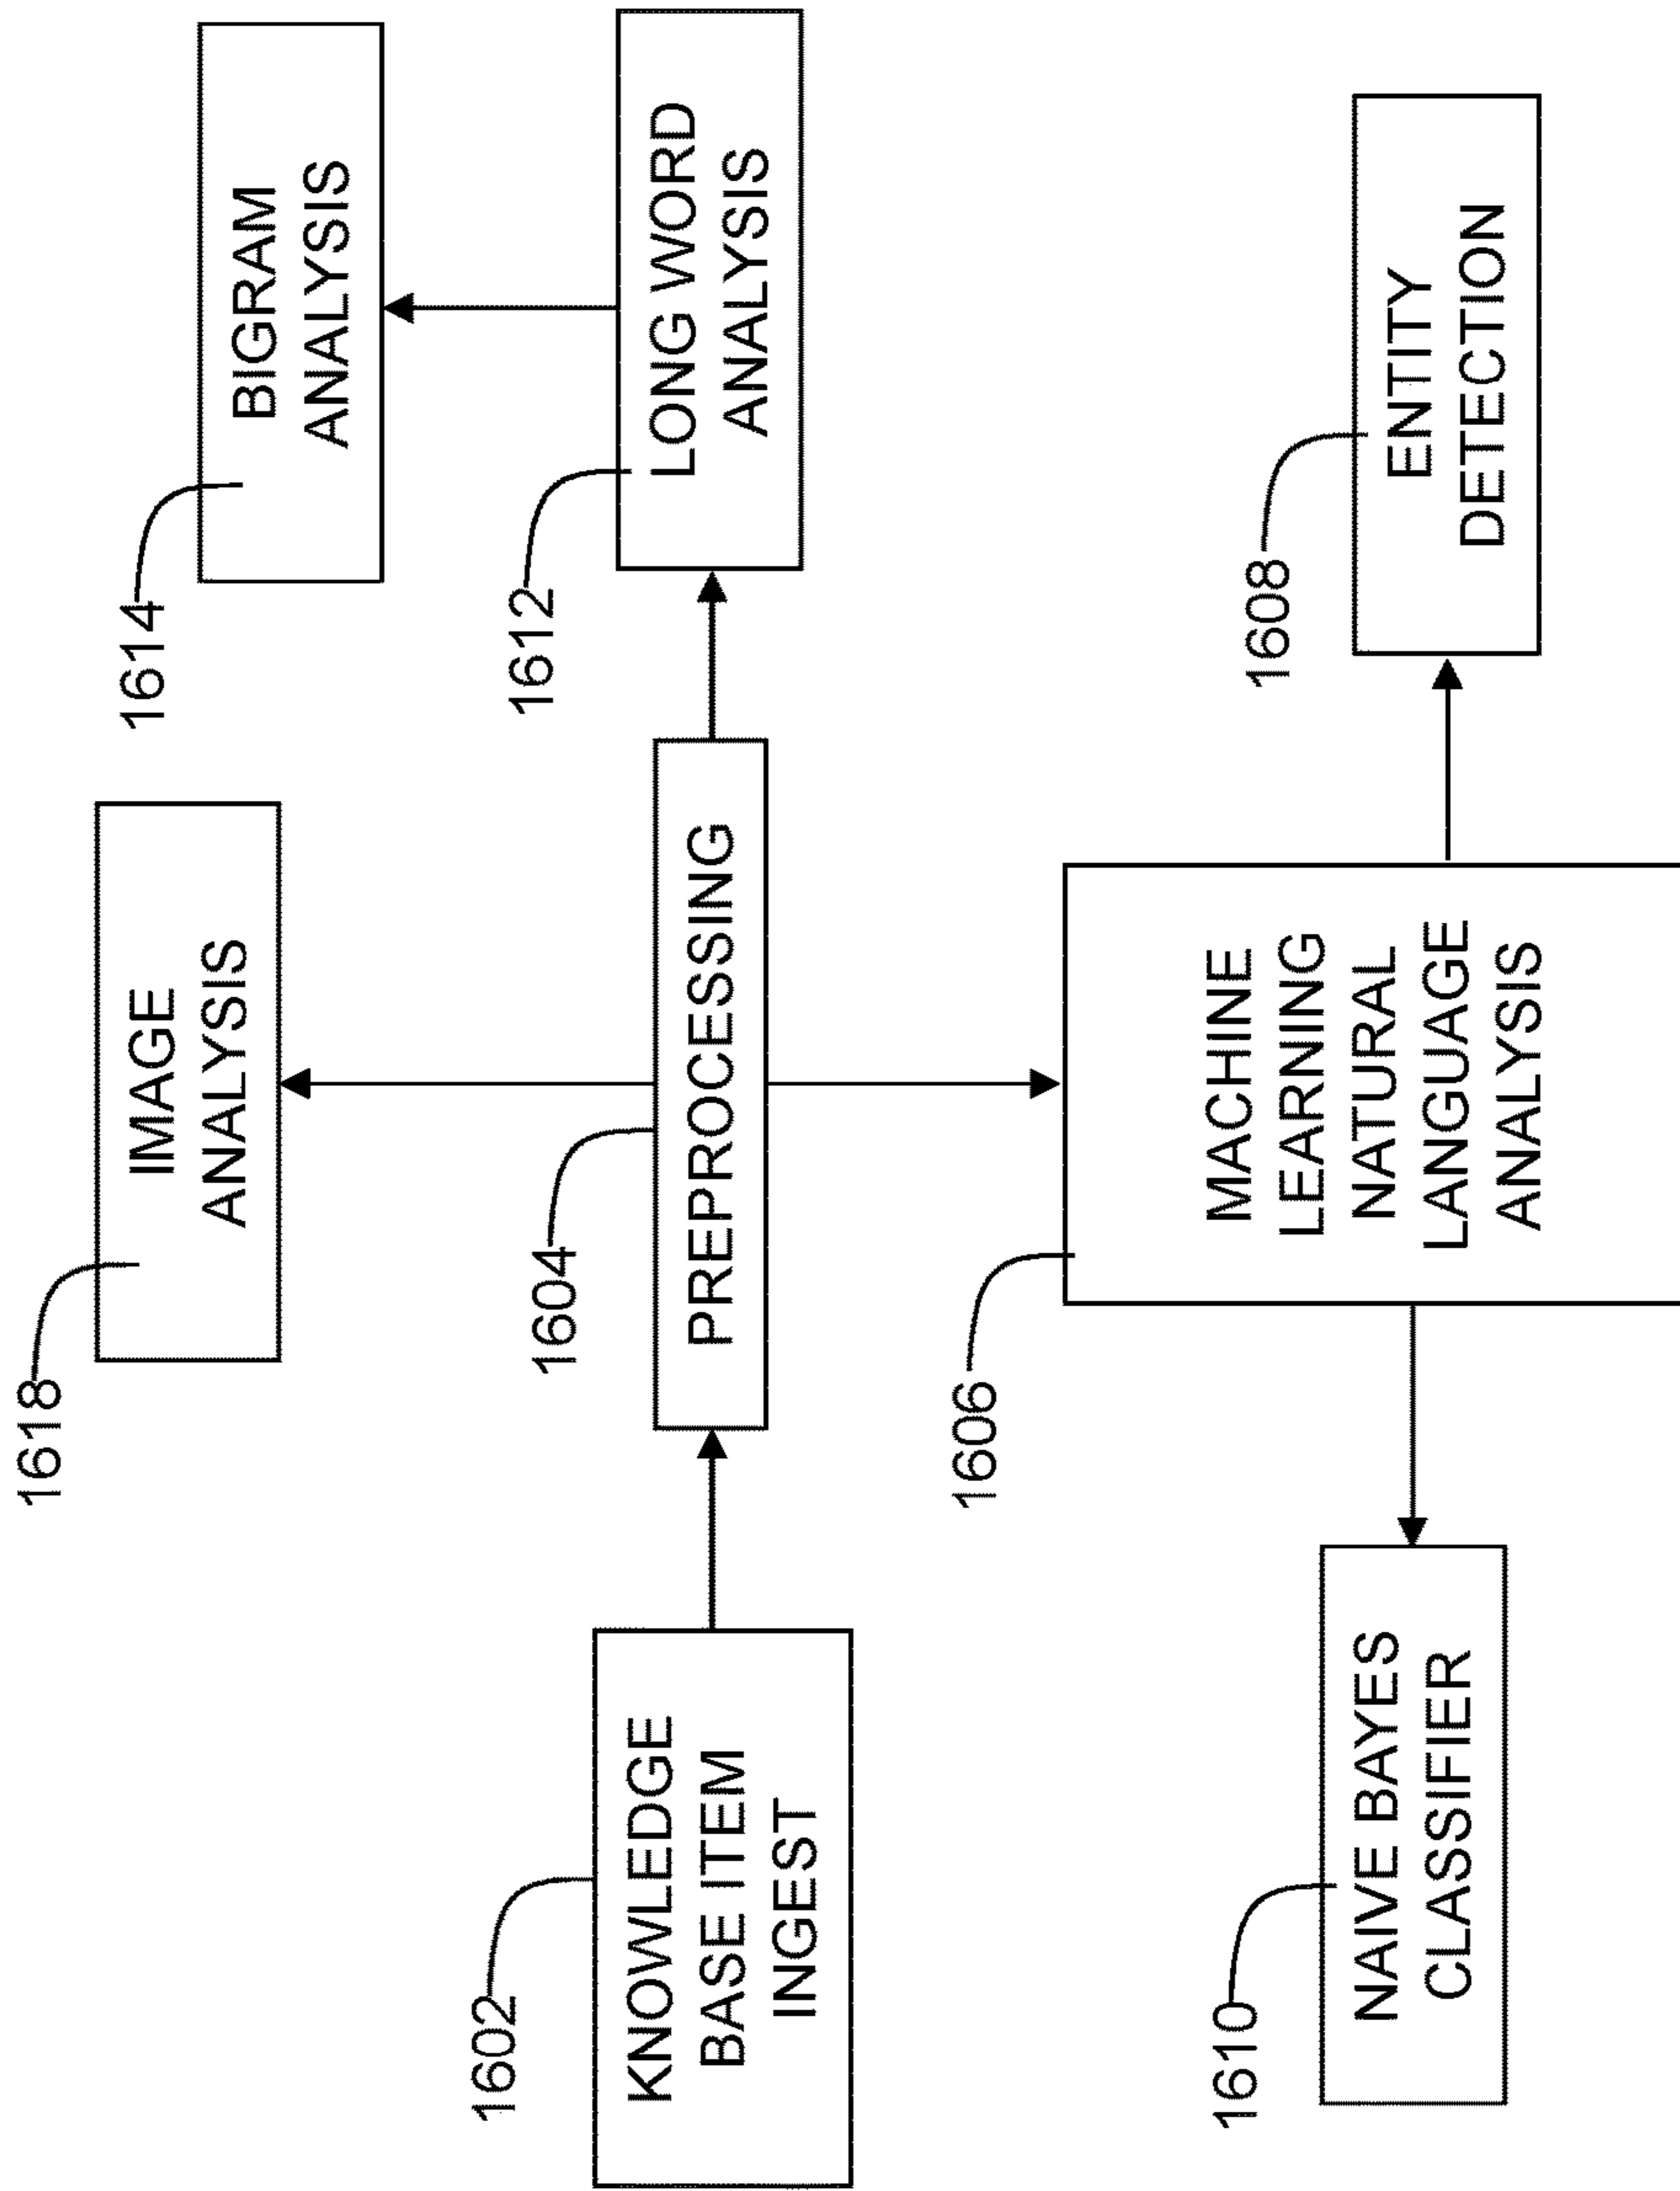 1618
IMAGE
ANALYSIS
1614
BIGRAM
ANALYSIS
1602
KNOWLEDGE
BASE ITEM
INGEST
1604
PREPROCESSING
1612
LONG WORD
ANALYSIS
1606
MACHINE
LEARNING
NATURAL
LANGUAGE
ANALYSIS
1610
NAIVE BAYES
CLASSIFIER
1608
ENTITY
DETECTION